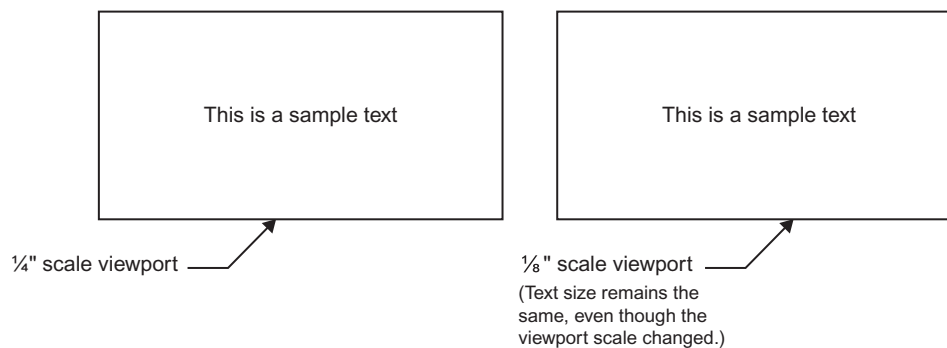 This is a sample text
This is a sample text
¼" scale viewport
⅛" scale viewport
(Text size remains the
same, even though the
viewport scale changed.)